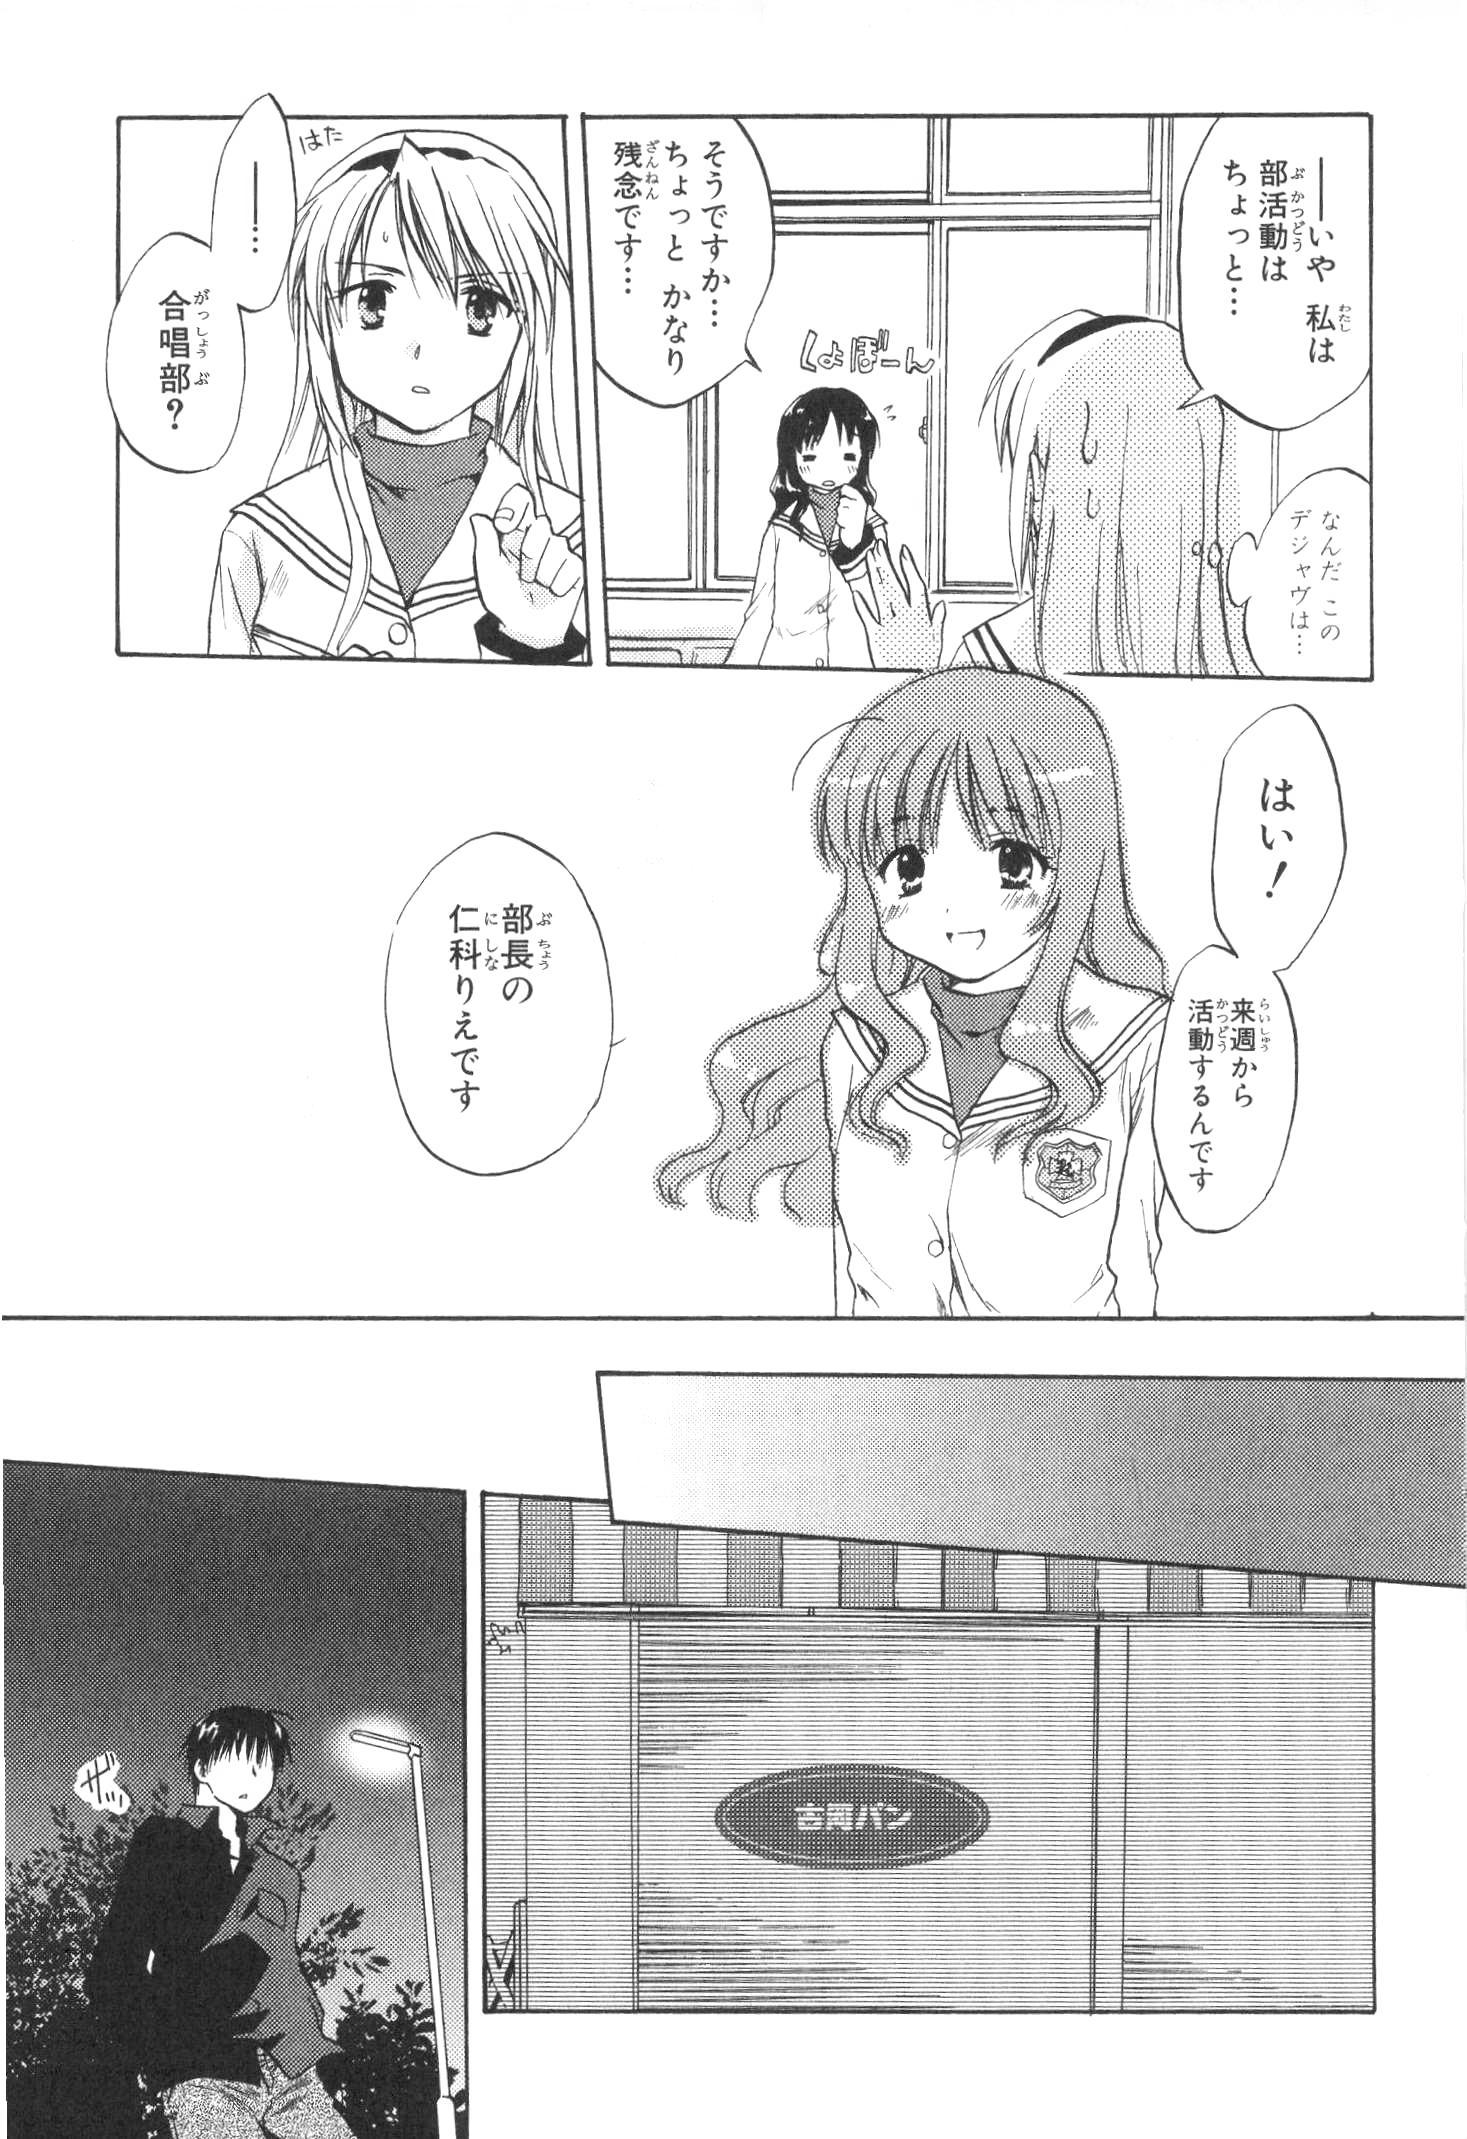 ──いや 私は
部活動は
ちょっと…
なんだ この
デジャヴは…
しょぼーん
そうですか…
ちょっと かなり
残念です…
はた
──…
合唱部?
はい!
来週から
活動するんです
部長の
仁科りえです
古河パン
ザッ